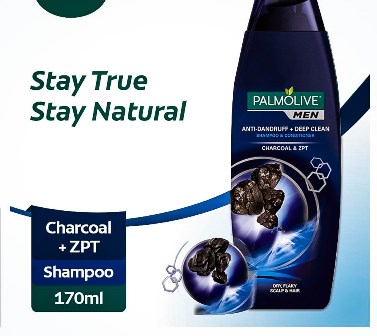 Stay True
Stay Natural
PALMOLIVE
MEN
ANTI-DANDRUFF + DEEP CLEAN
SHAMPOO & CONDITIONER
CHARCOAL & ZPT
Charcoal
+ ZPT
Shampoo
170ml
DRY, FLAKY
SCALP & HAIR